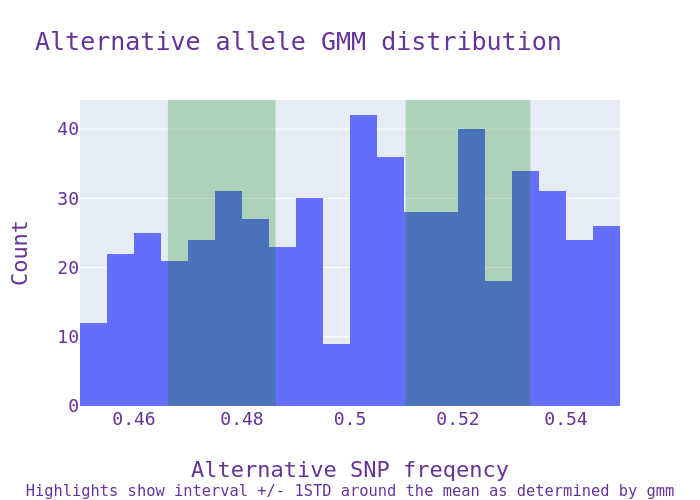 Alternative allele GMM distribution
Count
40
30
20
10
0
0.46 0.48 0.5 0.52 0.54
Alternative SNP freqency
Highlights show interval +/- 1STD around the mean as determined by gmm